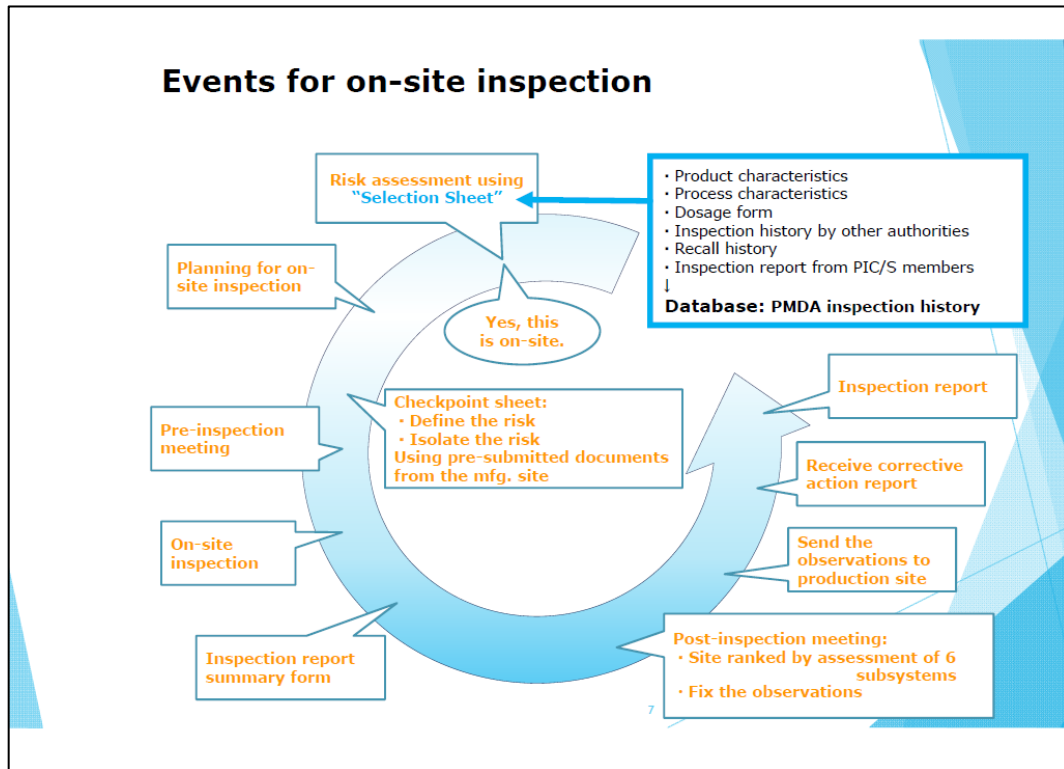 Events for on-site inspection
Risk assessment using
“Selection Sheet”
· Product characteristics
· Process characteristics
· Dosage form
· Inspection history by other authorities
· Recall history
· Inspection report from PIC/S members
↓
Database: PMDA inspection history
Yes, this
is on-site.
Planning for on-
site inspection
Checkpoint sheet:
· Define the risk
· Isolate the risk
Using pre-submitted documents
from the mfg. site
Pre-inspection
meeting
On-site
inspection
Inspection report
summary form
Post-inspection meeting:
· Site ranked by assessment of 6
subsystems
· Fix the observations
Send the
observations to
production site
Receive corrective
action report
Inspection report
7